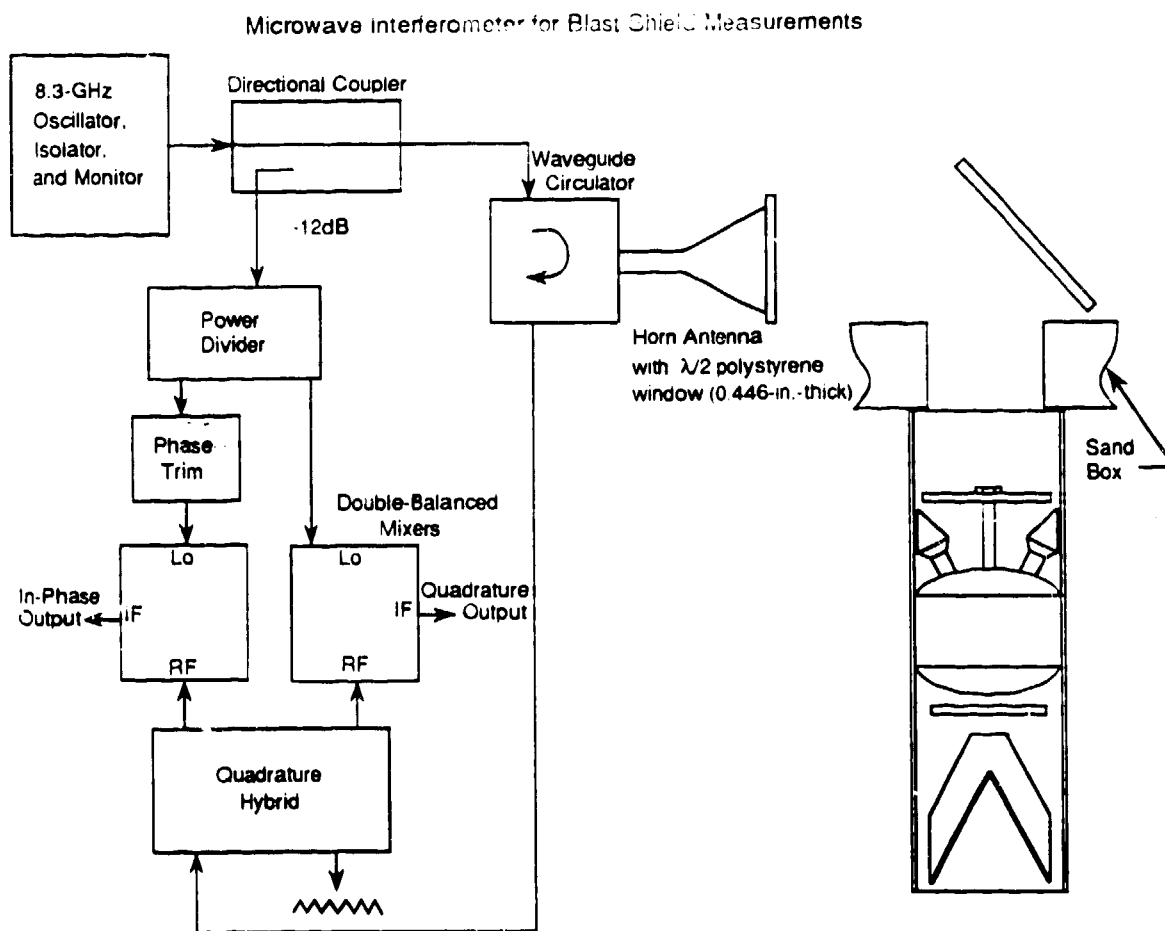 Microwave Interferometer for Blast Shield Measurements
8.3-GHz
Oscillator,
Isolator,
and Monitor
Directional Coupler
-12dB
Waveguide
Circulator
Power
Divider
Horn Antenna
with λ/2 polystyrene
window (0.446-in.-thick)
Phase
Trim
Sand
Box
Double-Balanced
Mixers
Lo
Lo
In-Phase
Output
IF
RF
IF
Quadrature
Output
RF
Quadrature
Hybrid